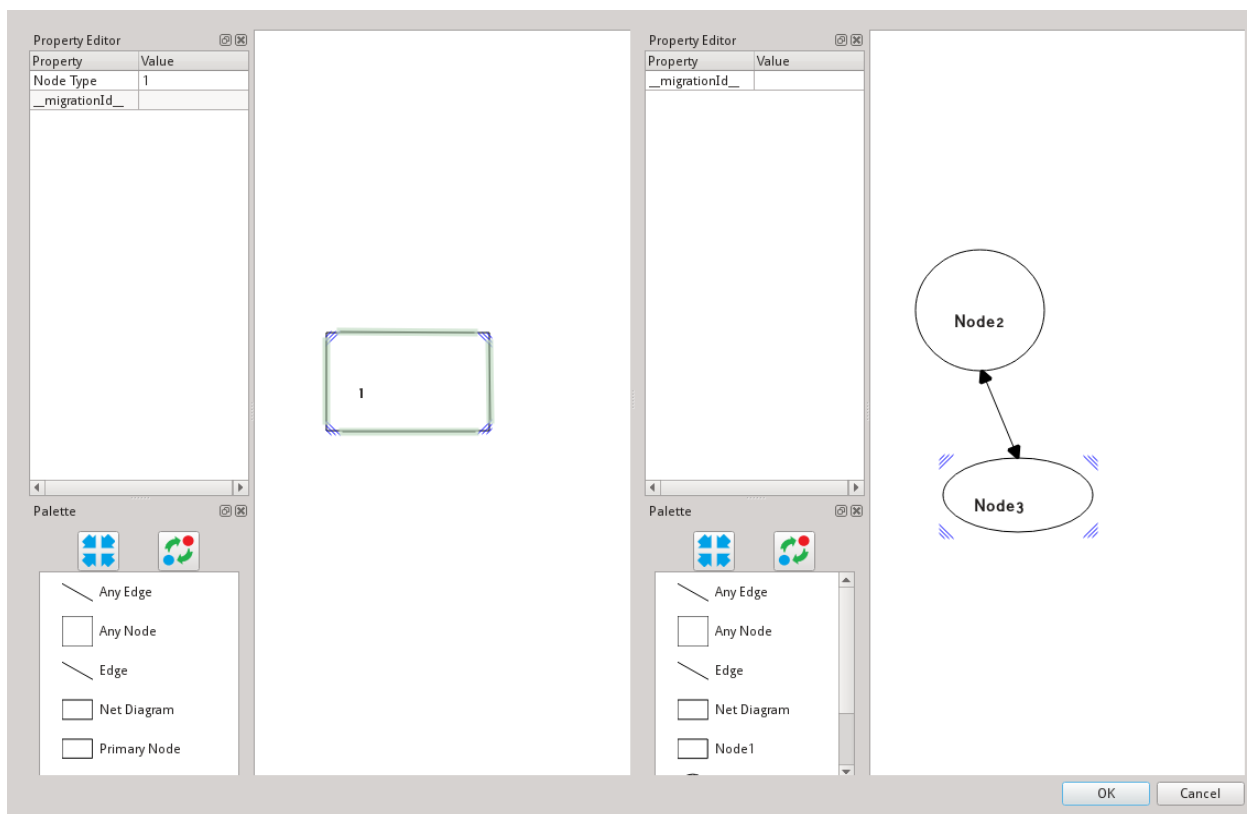 Property Editor
Property Value
Node Type 1
__migrationId__
1
Palette
Any Edge
Any Node
Edge
Net Diagram
Primary Node
Property Editor
Property Value
__migrationId__
Node2
Node3
Palette
Any Edge
Any Node
Edge
Net Diagram
Node1
OK Cancel